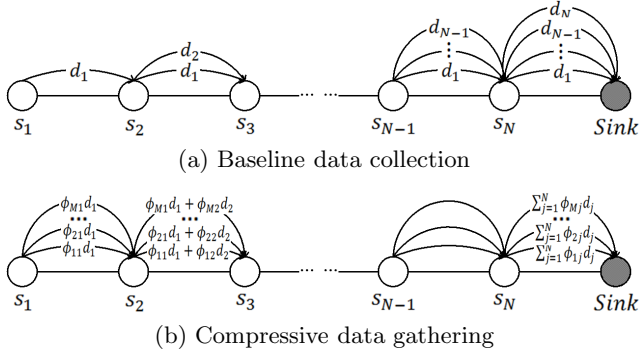 d_N
d_2 d_{N−1} d_{N−1}
⋮ ⋮
d_1 d_1 d_1 d_1
s_1 s_2 s_3 ... ... s_{N−1} s_N Sink
(a) Baseline data collection
ϕ_{M1}d_1 ϕ_{M1}d_1 + ϕ_{M2}d_2 ∑_{j=1}^N ϕ_{Mj}d_j
... ... ...
ϕ_{21}d_1 ϕ_{21}d_1 + ϕ_{22}d_2 ∑_{j=1}^N ϕ_{2j}d_j
ϕ_{11}d_1 ϕ_{11}d_1 + ϕ_{12}d_2 ∑_{j=1}^N ϕ_{1j}d_j
s_1 s_2 s_3 ... ... s_{N−1} s_N Sink
(b) Compressive data gathering